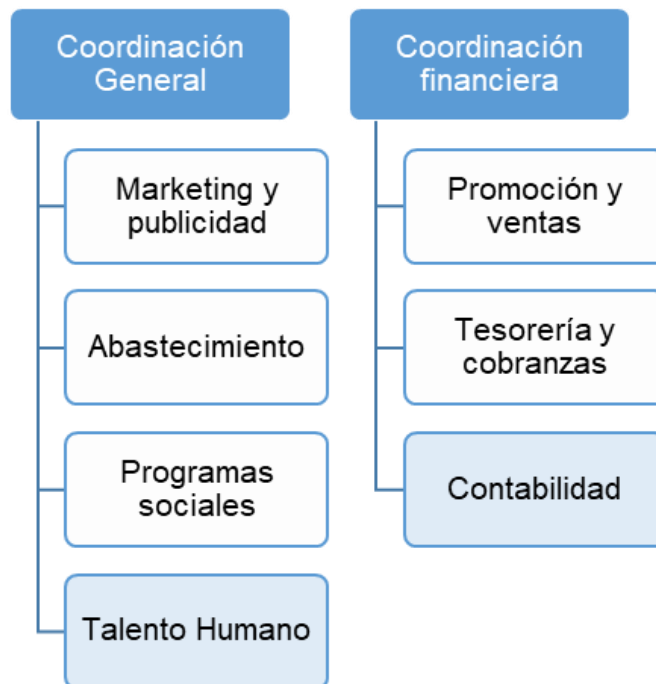 Coordinación
General
Marketing y
publicidad
Abastecimiento
Programas
sociales
Talento Humano
Coordinación
financiera
Promoción y
ventas
Tesorería y
cobranzas
Contabilidad